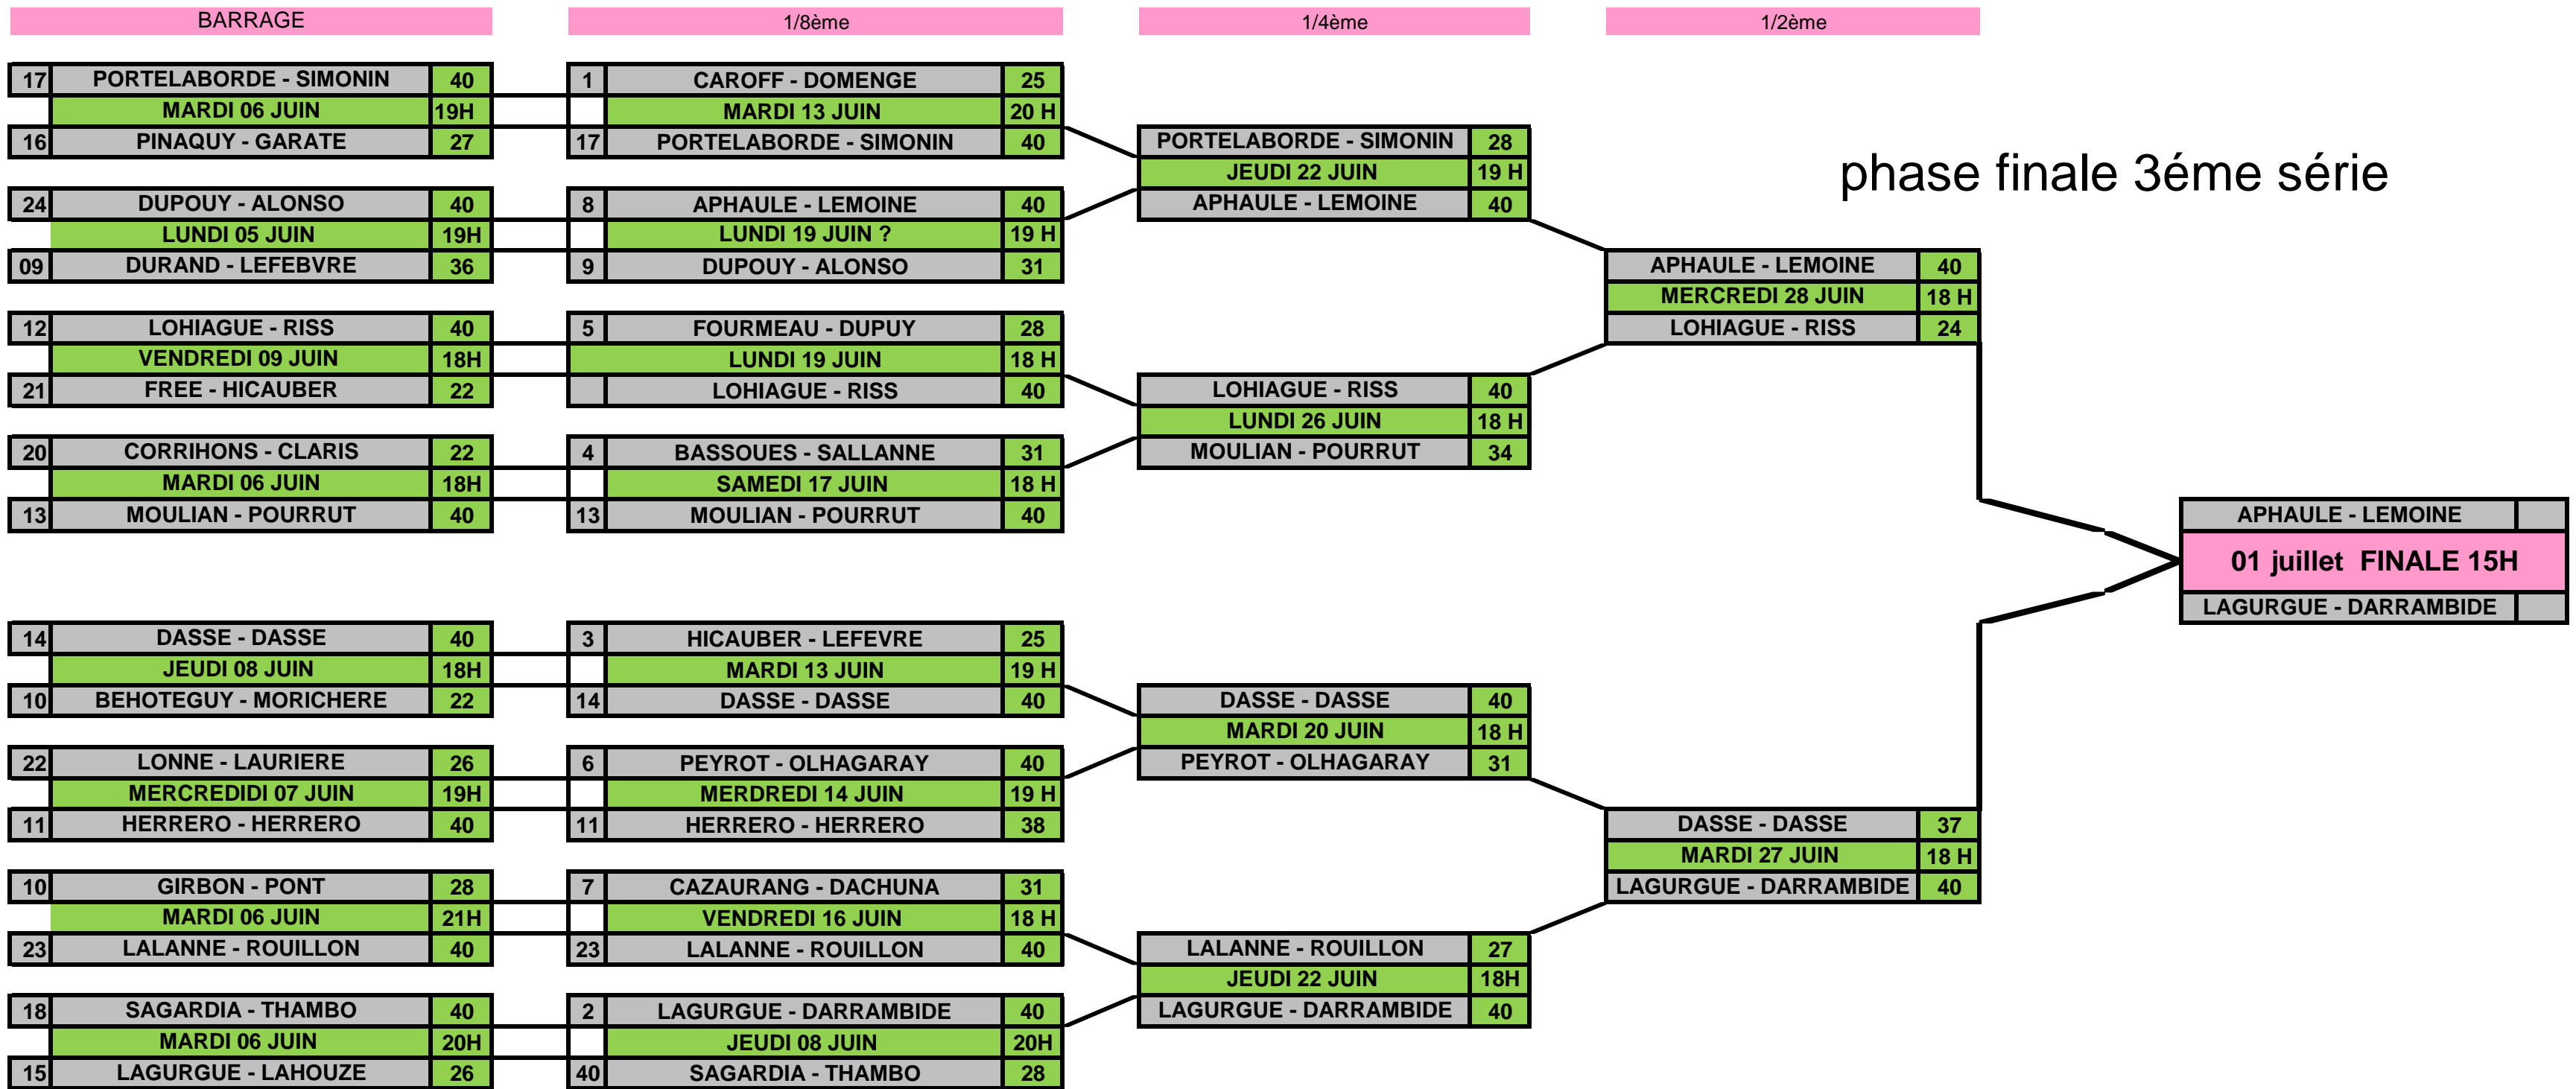 BARRAGE
1/8ème
1/4ème
1/2ème
phase finale 3éme série
17 PORTELABORDE - SIMONIN 40
MARDI 06 JUIN 19H
16 PINAQUY - GARATE 27
24 DUPOUY - ALONSO 40
LUNDI 05 JUIN 19H
09 DURAND - LEFEBVRE 36
12 LOHIAGUE - RISS 40
VENDREDI 09 JUIN 18H
21 FREE - HICAUBER 22
20 CORRIHONS - CLARIS 22
MARDI 06 JUIN 18H
13 MOULIAN - POURRUT 40
14 DASSE - DASSE 40
JEUDI 08 JUIN 18H
10 BEHOTEGUY - MORICHERE 22
22 LONNE - LAURIERE 26
MERCREDIDI 07 JUIN 19H
11 HERRERO - HERRERO 40
10 GIRBON - PONT 28
MARDI 06 JUIN 21H
23 LALANNE - ROUILLON 40
18 SAGARDIA - THAMBO 40
MARDI 06 JUIN 20H
15 LAGURGUE - LAHOUZE 26
1 CAROFF - DOMENGE 25
MARDI 13 JUIN 20 H
17 PORTELABORDE - SIMONIN 40
8 APHAULE - LEMOINE 40
LUNDI 19 JUIN ? 19 H
9 DUPOUY - ALONSO 31
5 FOURMEAU - DUPUY 28
LUNDI 19 JUIN 18 H
LOHIAGUE - RISS 40
4 BASSOUES - SALLANNE 31
SAMEDI 17 JUIN 18 H
13 MOULIAN - POURRUT 40
3 HICAUBER - LEFEVRE 25
MARDI 13 JUIN 19 H
14 DASSE - DASSE 40
6 PEYROT - OLHAGARAY 40
MERDREDI 14 JUIN 19 H
11 HERRERO - HERRERO 38
7 CAZAURANG - DACHUNA 31
VENDREDI 16 JUIN 18 H
23 LALANNE - ROUILLON 40
2 LAGURGUE - DARRAMBIDE 40
JEUDI 08 JUIN 20H
40 SAGARDIA - THAMBO 28
PORTELABORDE - SIMONIN 28
JEUDI 22 JUIN 19 H
APHAULE - LEMOINE 40
LOHIAGUE - RISS 40
LUNDI 26 JUIN 18 H
MOULIAN - POURRUT 34
DASSE - DASSE 40
MARDI 20 JUIN 18 H
PEYROT - OLHAGARAY 31
LALANNE - ROUILLON 27
JEUDI 22 JUIN 18H
LAGURGUE - DARRAMBIDE 40
APHAULE - LEMOINE 40
MERCREDI 28 JUIN 18 H
LOHIAGUE - RISS 24
DASSE - DASSE 37
MARDI 27 JUIN 18 H
LAGURGUE - DARRAMBIDE 40
APHAULE - LEMOINE
01 juillet FINALE 15H
LAGURGUE - DARRAMBIDE